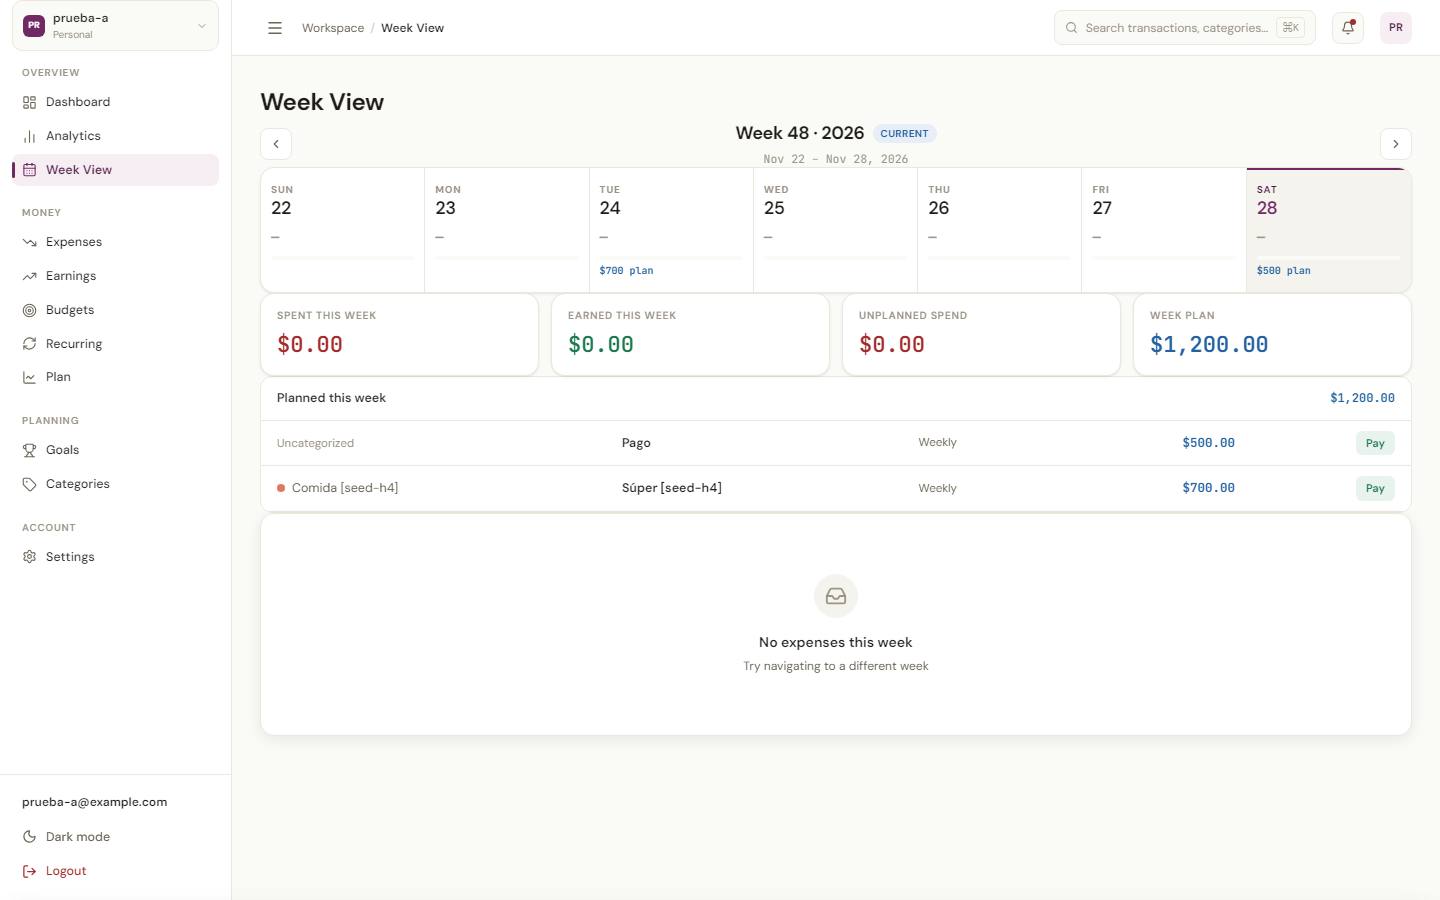 PR
prueba-a
Personal
OVERVIEW
Dashboard
Analytics
Week View
MONEY
Expenses
Earnings
Budgets
Recurring
Plan
PLANNING
Goals
Categories
ACCOUNT
Settings
prueba-a@example.com
Dark mode
Logout
Workspace / Week View
Search transactions, categories… ⌘K
PR
Week View
Week 48 · 2026 CURRENT
Nov 22 – Nov 28, 2026
SUN
22
—
MON
23
—
TUE
24
—
$700 plan
WED
25
—
THU
26
—
FRI
27
—
SAT
28
—
$500 plan
SPENT THIS WEEK
$0.00
EARNED THIS WEEK
$0.00
UNPLANNED SPEND
$0.00
WEEK PLAN
$1,200.00
Planned this week $1,200.00
Uncategorized Pago Weekly $500.00 Pay
Comida [seed-h4] Súper [seed-h4] Weekly $700.00 Pay
No expenses this week
Try navigating to a different week